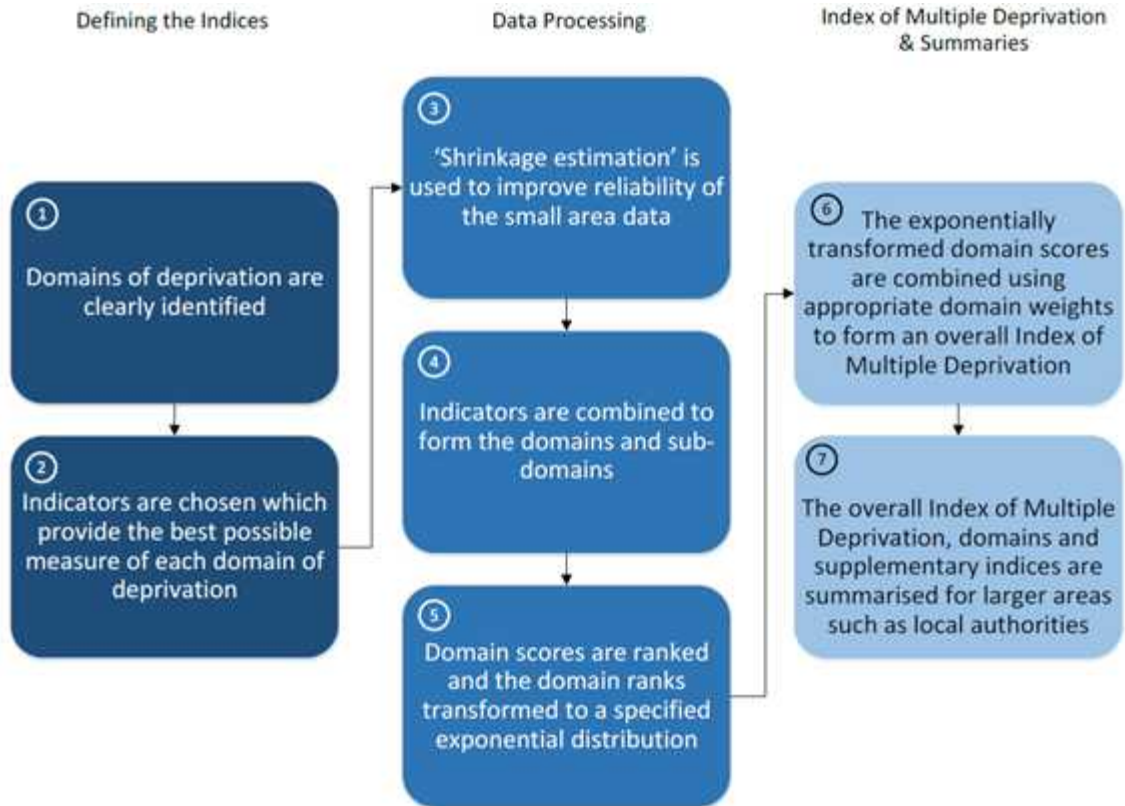 Defining the Indices
Data Processing
Index of Multiple Deprivation
& Summaries
1
Domains of deprivation are
clearly identified
2
Indicators are chosen which
provide the best possible
measure of each domain of
deprivation
3
‘Shrinkage estimation’ is
used to improve reliability of
the small area data
4
Indicators are combined to
form the domains and sub-
domains
5
Domain scores are ranked
and the domain ranks
transformed to a specified
exponential distribution
6
The exponentially
transformed domain scores
are combined using
appropriate domain weights
to form an overall Index of
Multiple Deprivation
7
The overall Index of Multiple
Deprivation, domains and
supplementary indices are
summarised for larger areas
such as local authorities